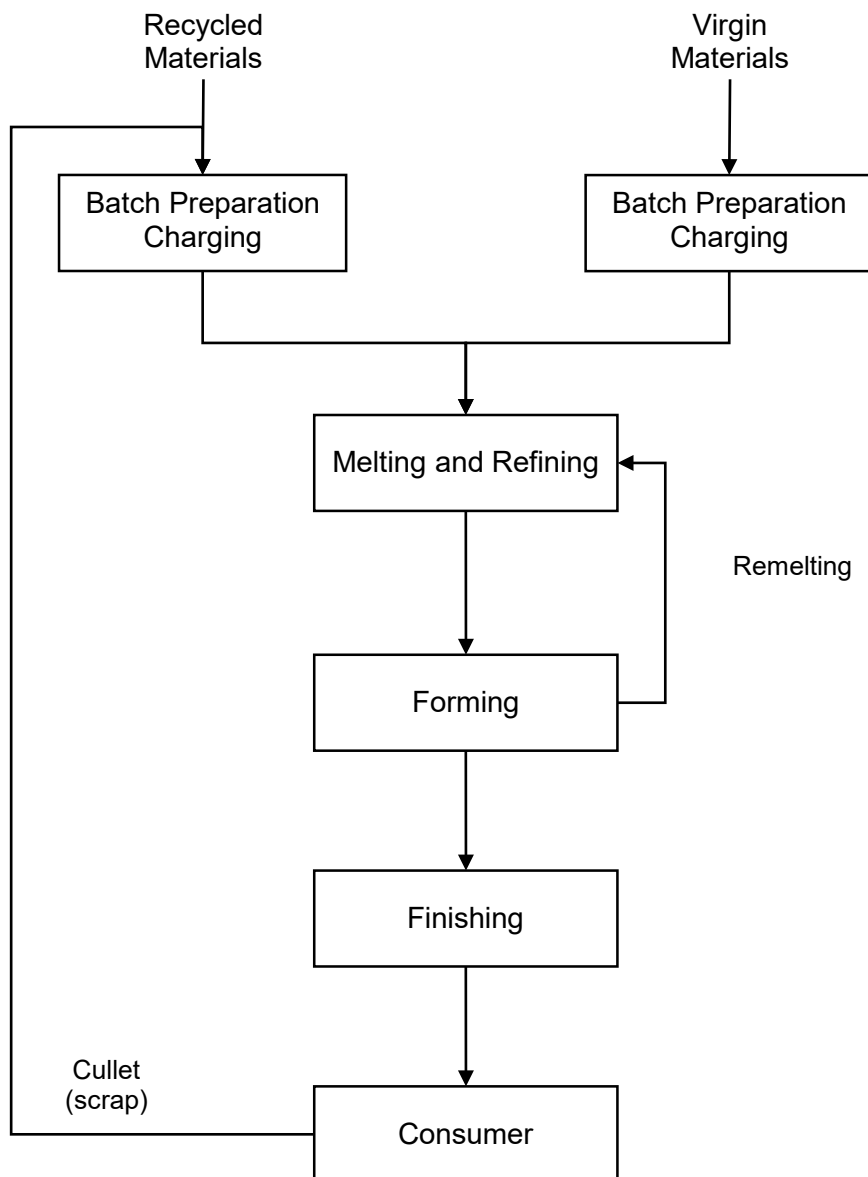 Recycled
Materials
Virgin
Materials
Batch Preparation
Charging
Batch Preparation
Charging
Melting and Refining
Remelting
Forming
Finishing
Cullet
(scrap)
Consumer